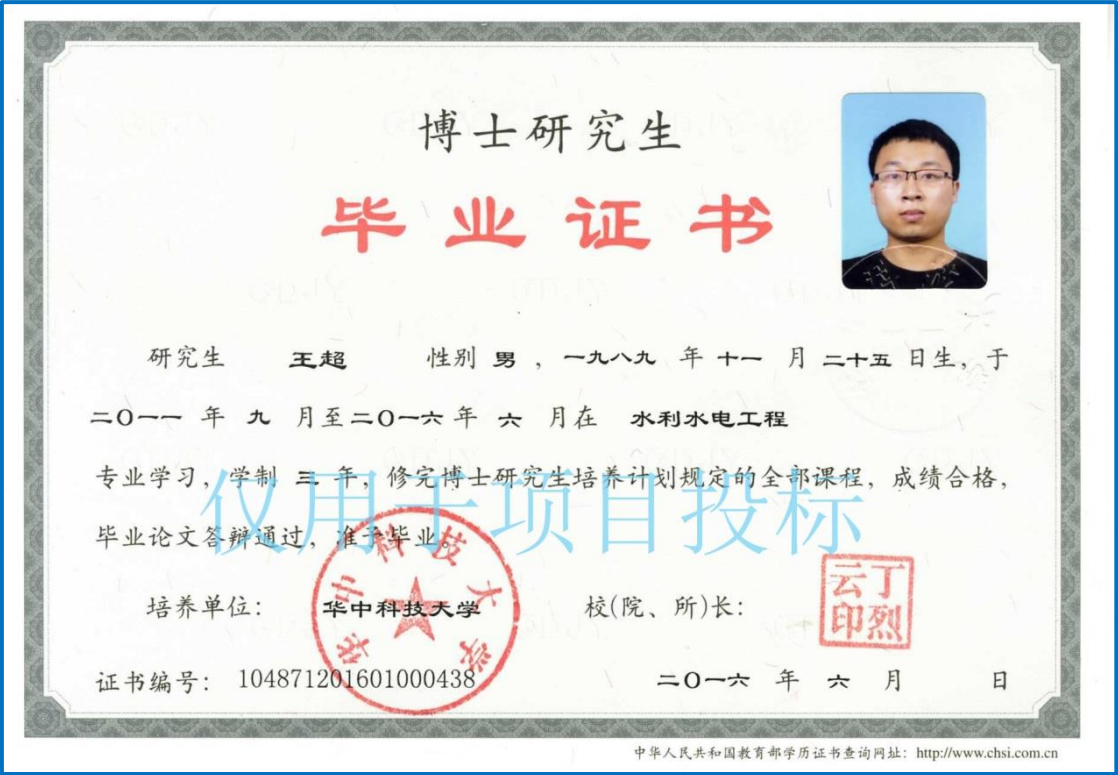 博士研究生
毕业证书
研究生 王超 性别 男 ，一九八九 年 十一 月 二十五 日生，于
二〇一一 年 九 月至二〇一六年 六 月在 水利水电工程
专业学习，学制 三 年，修完博士研究生培养计划规定的全部课程，成绩合格，
仅用于项目投标
毕业论文答辩通过，准予毕业。
华中科技大学
培养单位： 华中科技大学 校(院、所)长：
丁烈云印
证书编号： 104871201601000438 二〇一六 年 六 月 日
中华人民共和国教育部学历证书查询网址：http://www.chsi.com.cn